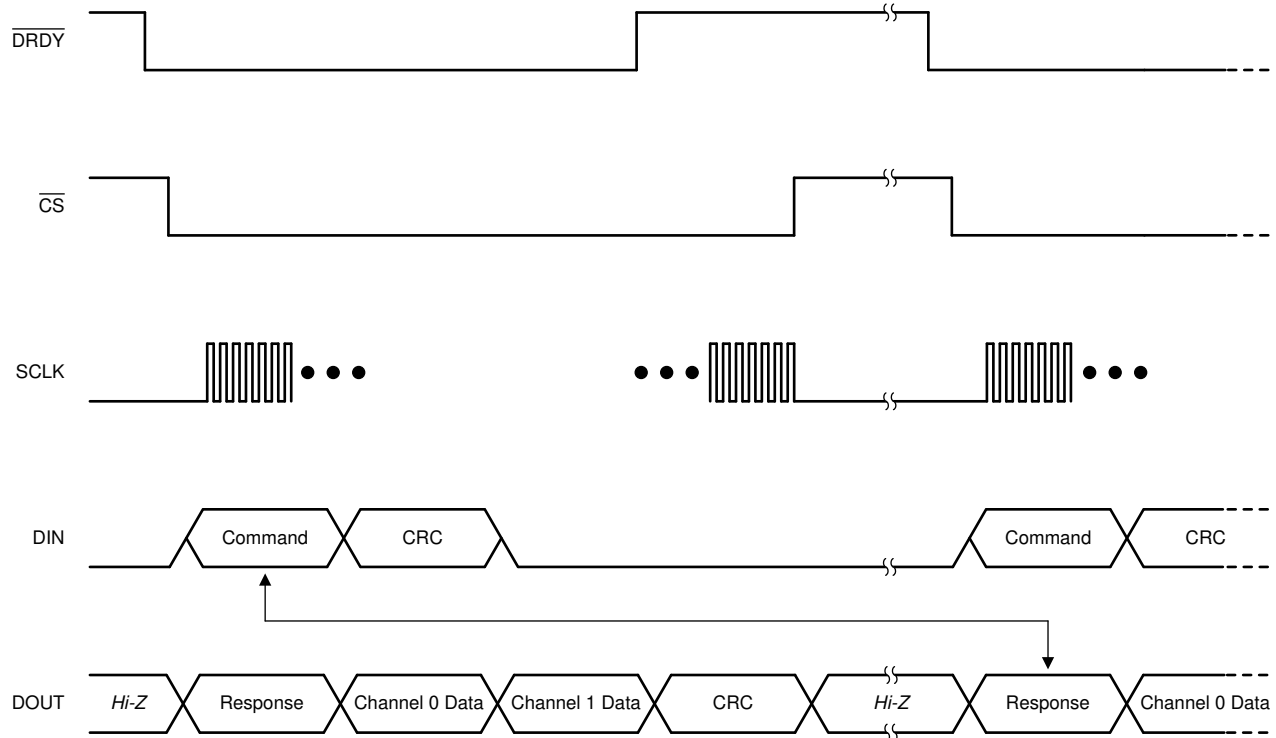 DRDY
CS
SCLK
DIN
Command
CRC
Command
CRC
DOUT
Hi-Z
Response
Channel 0 Data
Channel 1 Data
CRC
Hi-Z
Response
Channel 0 Data